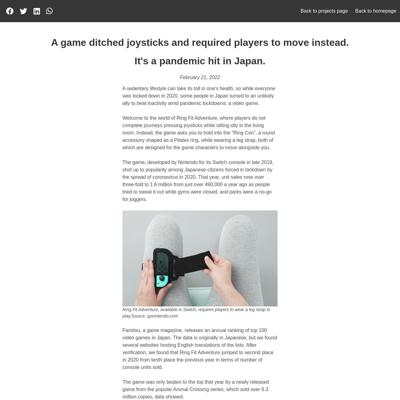 Back to projects page Back to homepage
A game ditched joysticks and required players to move instead.
It's a pandemic hit in Japan.
February 21, 2022
A sedentary lifestyle can take its toll in one's health, so while everyone
was locked down in 2020, some people in Japan turned to an unlikely
ally to beat inactivity amid pandemic lockdowns: a video game.
Welcome to the world of Ring Fit Adventure, where players do not
complete journeys pressing joysticks while sitting idly in the living
room. Instead, the game asks you to hold into the "Ring Con", a round
accessory shaped as a Pilates ring, while wearing a leg strap, both of
which are designed for the game characters to move alongside you.
The game, developed by Nintendo for its Switch console in late 2019,
shot up to popularity among Japanese citizens forced in lockdown by
the spread of coronavirus in 2020. That year, unit sales rose over
three-fold to 1.6 million from just over 490,000 a year ago as people
tried to sweat it out while gyms were closed, and parks were a no-go
for joggers.
Ring Fit Adventure, available in Switch, requires players to wear a leg strap to
play.Source: gonintendo.com
Famitsu, a game magazine, releases an annual ranking of top 100
video games in Japan. The data is originally in Japanese, but we found
several websites hosting English translations of the lists. After
verification, we found that Ring Fit Adventure jumped to second place
in 2020 from tenth place the previous year in terms of number of
console units sold.
The game was only beaten to the top that year by a newly released
game from the popular Animal Crossing series, which sold over 6.3
million copies, data showed.